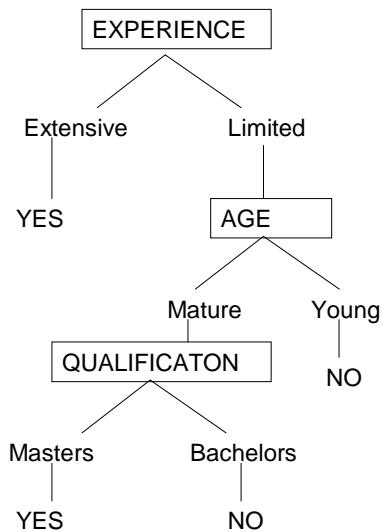 EXPERIENCE
Extensive Limited
YES AGE
Mature Young
QUALIFICATON
NO
Masters Bachelors
YES NO